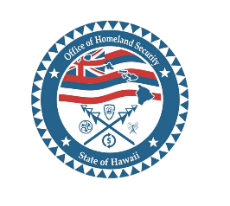 Office of Homeland Security
$
State of Hawaii